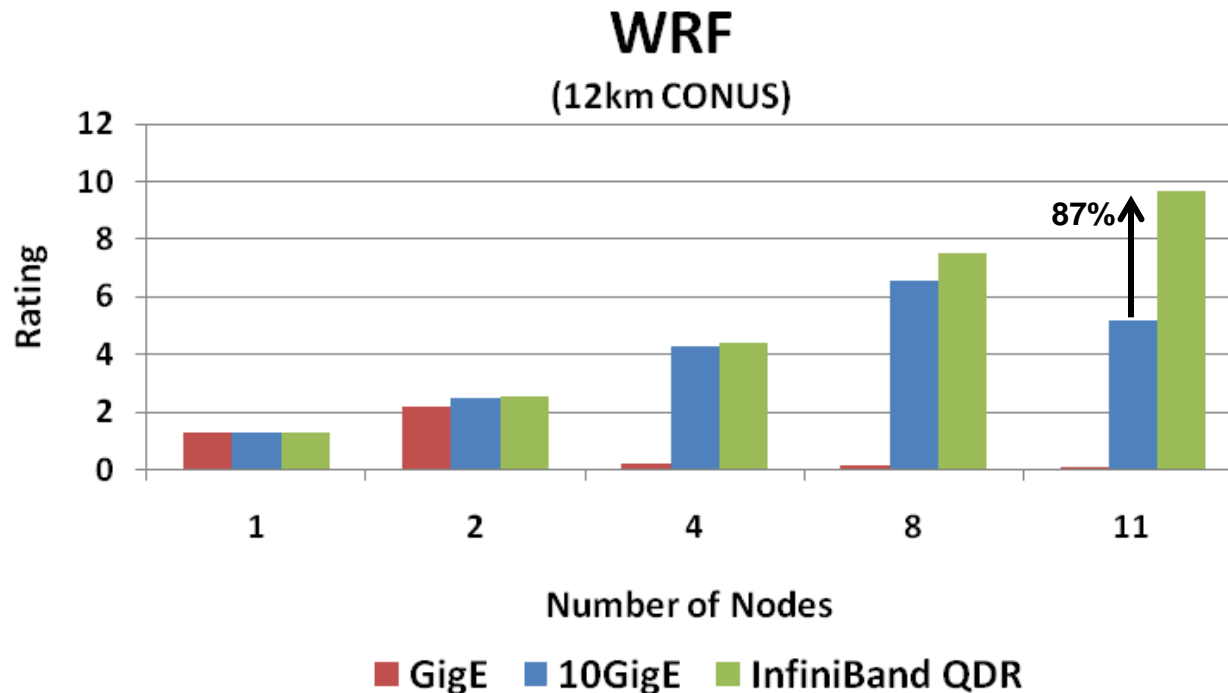 WRF
(12km CONUS)
12
10
8
6
4
2
0
Rating
87%
1 2 4 8 11
Number of Nodes
GigE 10GigE InfiniBand QDR